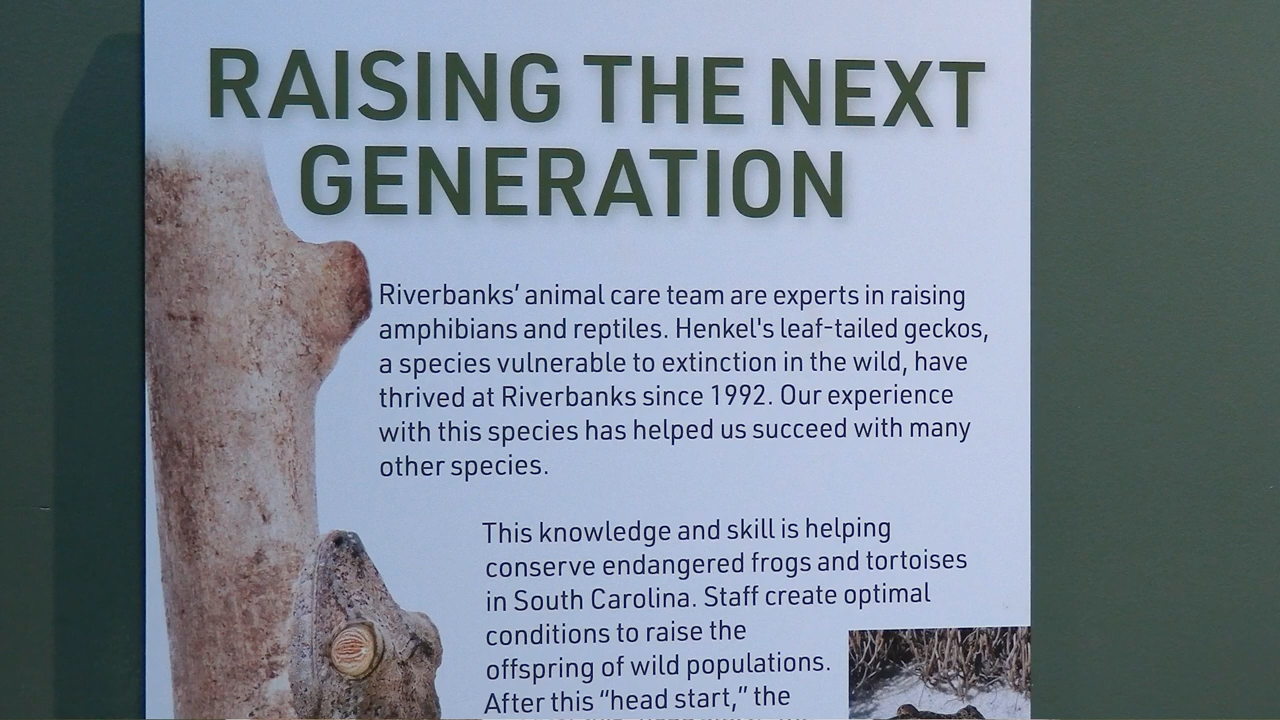 RAISING THE NEXT
GENERATION
Riverbanks’ animal care team are experts in raising
amphibians and reptiles. Henkel's leaf-tailed geckos,
a species vulnerable to extinction in the wild, have
thrived at Riverbanks since 1992. Our experience
with this species has helped us succeed with many
other species.
This knowledge and skill is helping
conserve endangered frogs and tortoises
in South Carolina. Staff create optimal
conditions to raise the
offspring of wild populations.
After this “head start,” the